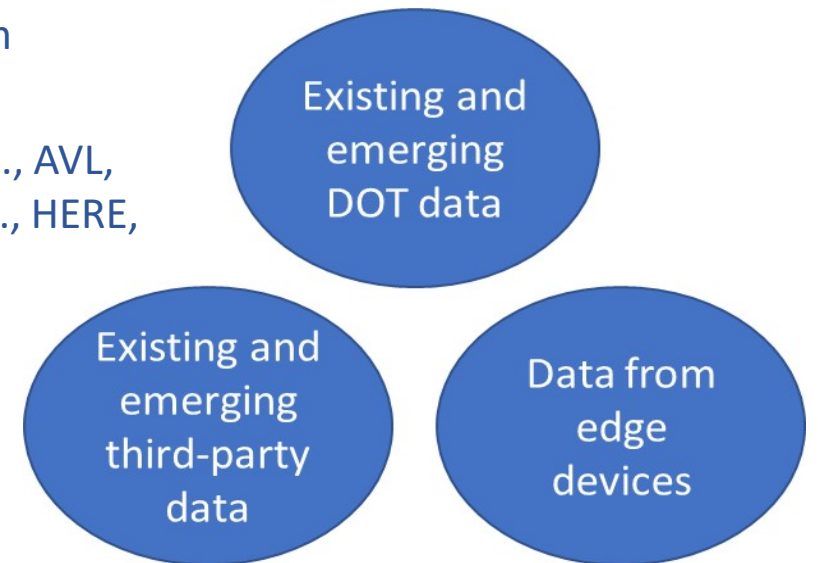 ., AVL,
., HERE,
Existing and
emerging
DOT data
Existing and
emerging
third-party
data
Data from
edge
devices